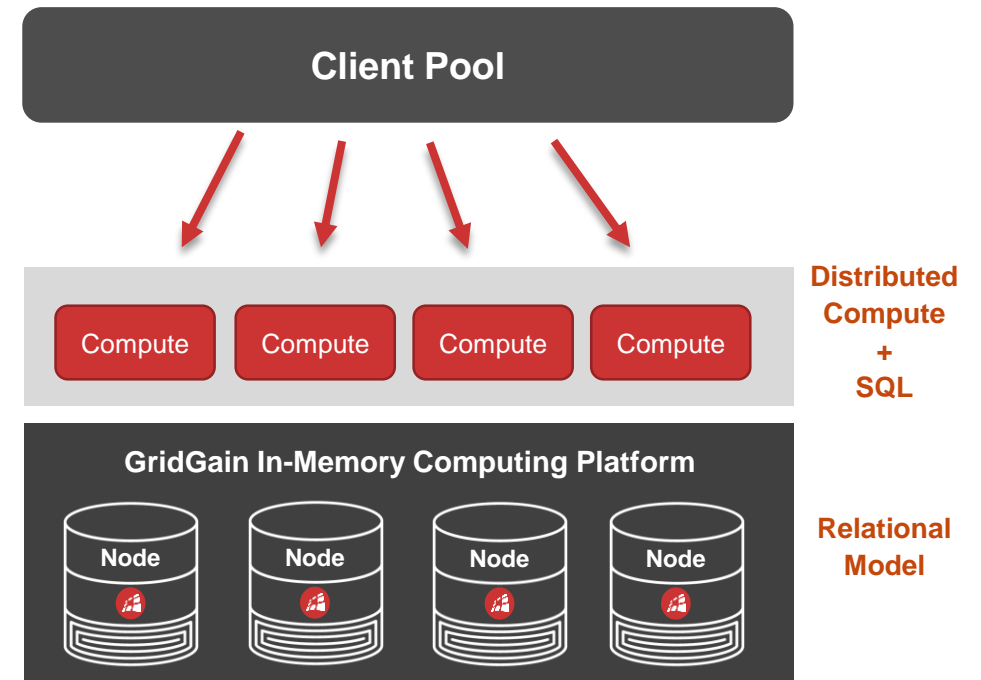 Client Pool
Distributed
Compute
+
SQL
Compute
Compute
Compute
Compute
GridGain In-Memory Computing Platform
Relational
Model
Node
Node
Node
Node